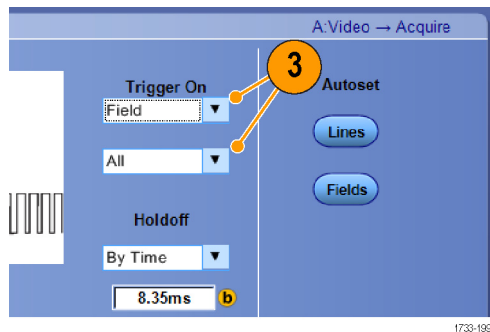 A:Video → Acquire
3
Trigger On
Autoset
Field
Lines
All
Fields
Holdoff
By Time
8.35ms b
1733-199